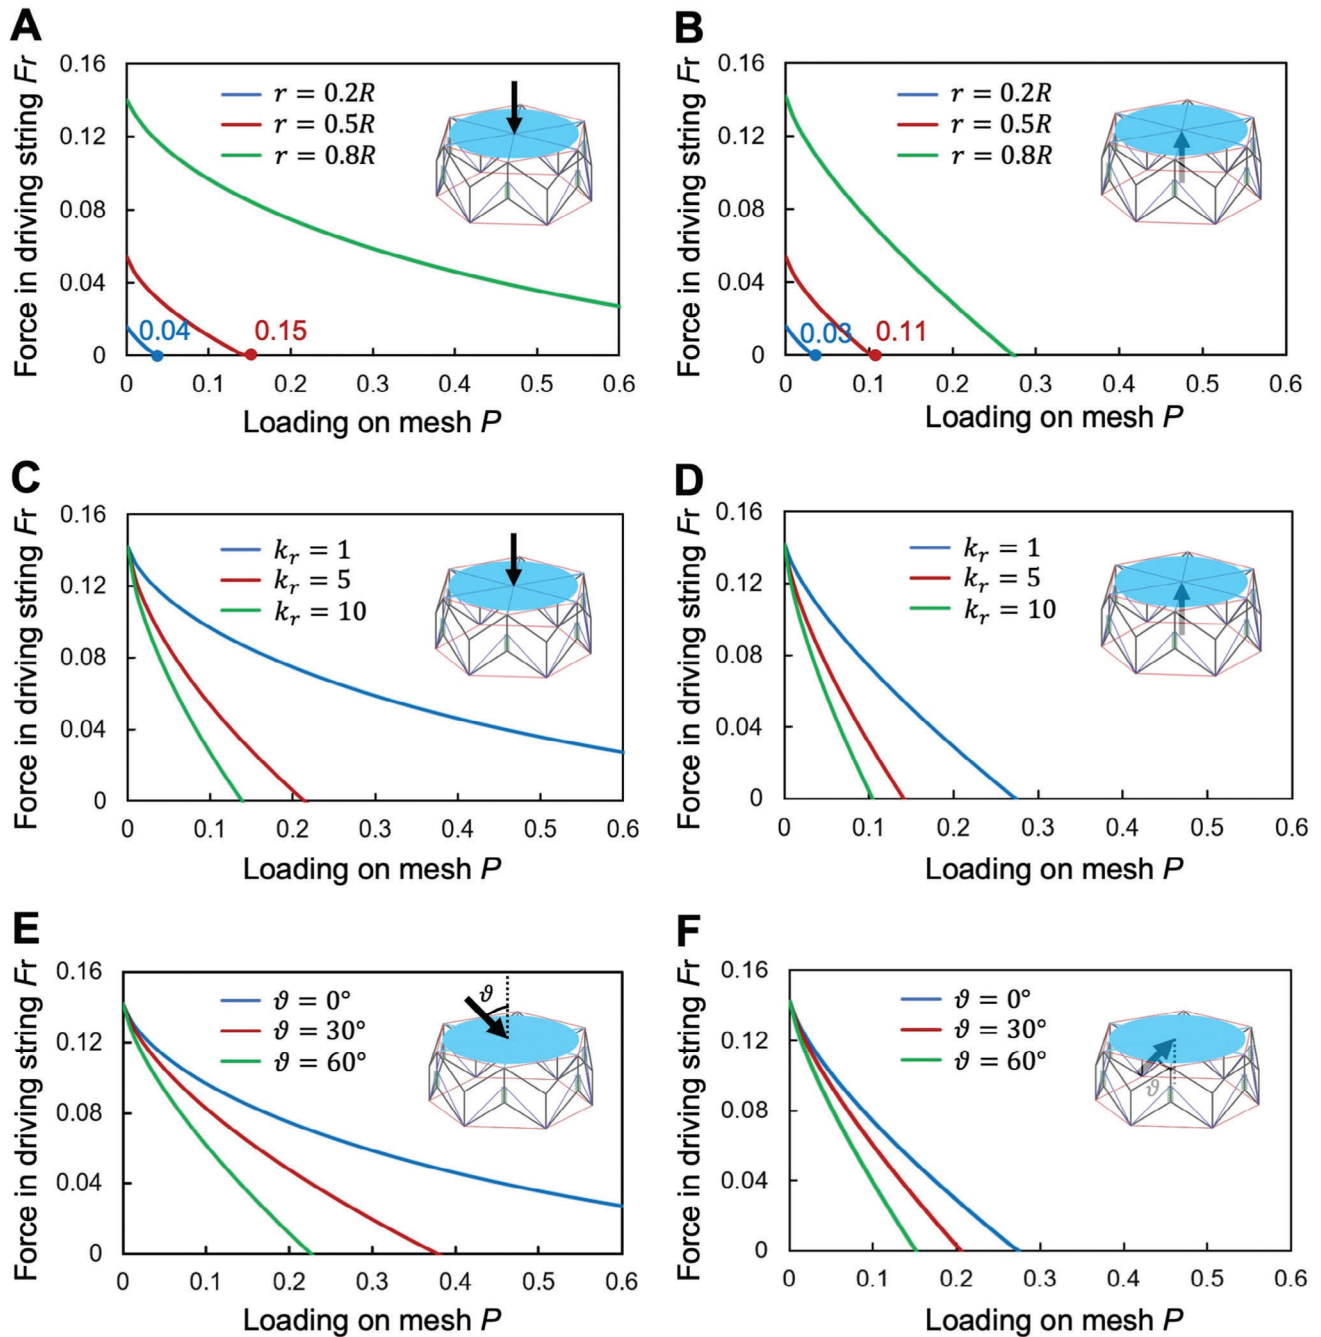 A
Force in driving string Fr
0.16
0.12
0.08
0.04
0
r = 0.2R
r = 0.5R
r = 0.8R
0.04
0.15
0
0.1
0.2
0.3
0.4
0.5
0.6
Loading on mesh P
B
Force in driving string Fr
0.16
0.12
0.08
0.04
0
r = 0.2R
r = 0.5R
r = 0.8R
0.03
0.11
0
0.1
0.2
0.3
0.4
0.5
0.6
Loading on mesh P
C
Force in driving string Fr
0.16
0.12
0.08
0.04
0
kᵣ = 1
kᵣ = 5
kᵣ = 10
0
0.1
0.2
0.3
0.4
0.5
0.6
Loading on mesh P
D
Force in driving string Fr
0.16
0.12
0.08
0.04
0
kᵣ = 1
kᵣ = 5
kᵣ = 10
0
0.1
0.2
0.3
0.4
0.5
0.6
Loading on mesh P
E
Force in driving string Fr
0.16
0.12
0.08
0.04
0
ϑ = 0°
ϑ = 30°
ϑ = 60°
ϑ
0
0.1
0.2
0.3
0.4
0.5
0.6
Loading on mesh P
F
Force in driving string Fr
0.16
0.12
0.08
0.04
0
ϑ = 0°
ϑ = 30°
ϑ = 60°
ϑ
0
0.1
0.2
0.3
0.4
0.5
0.6
Loading on mesh P